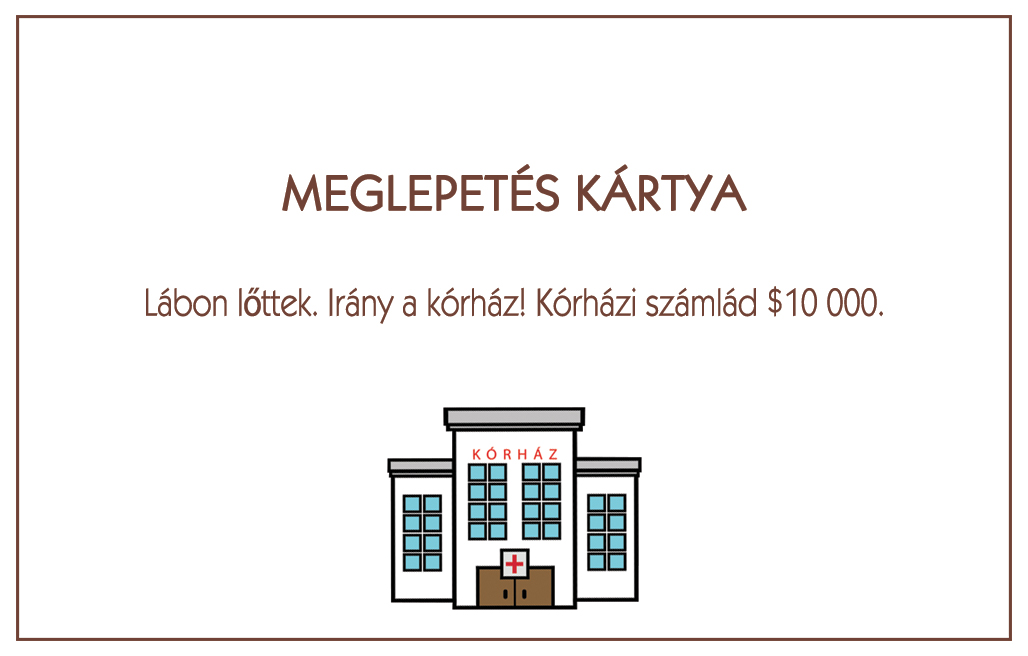 MEGLEPETÉS KÁRTYA
Lábon lőttek. Irány a kórház! Kórházi számlád $10 000.
KÓRHÁZ